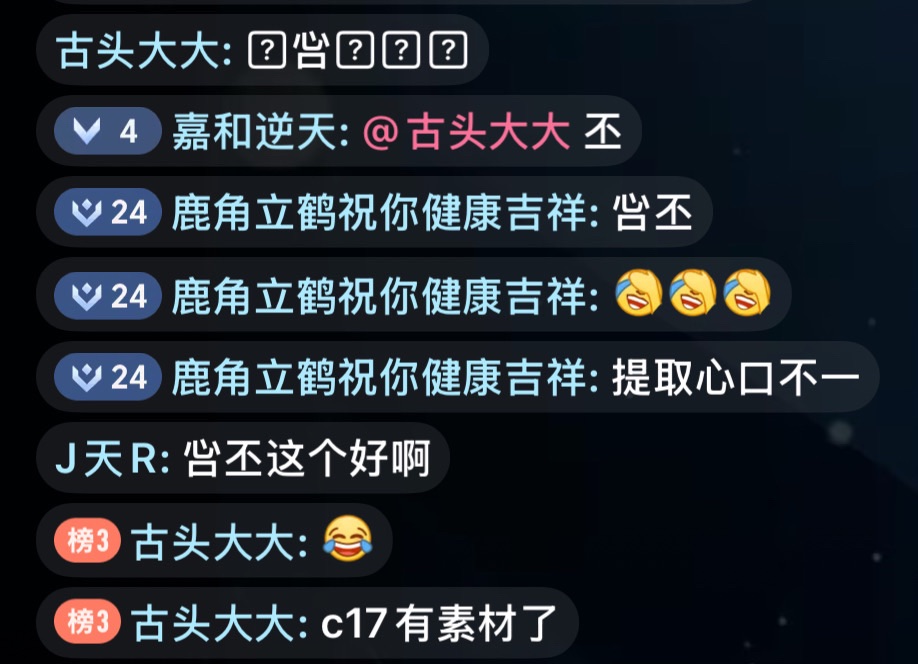 古头大大: ⍰吢⍰⍰⍰
4 嘉和逆天: @古头大大 丕
24 鹿角立鹤祝你健康吉祥: 吢丕
24 鹿角立鹤祝你健康吉祥: 
24 鹿角立鹤祝你健康吉祥: 提取心口不一
J天R: 吢丕这个好啊
榜3 古头大大: 😂
榜3 古头大大: c17有素材了